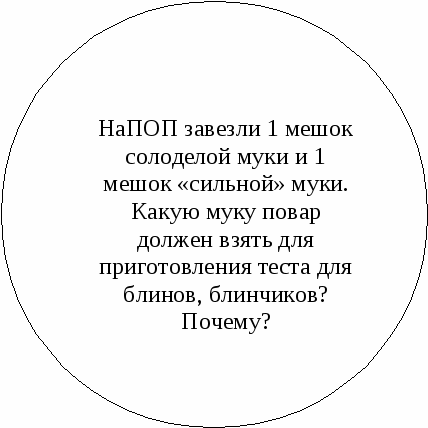 НаПОП завезли 1 мешок
солоделой муки и 1
мешок «сильной» муки.
Какую муку повар
должен взять для
приготовления теста для
блинов, блинчиков?
Почему?